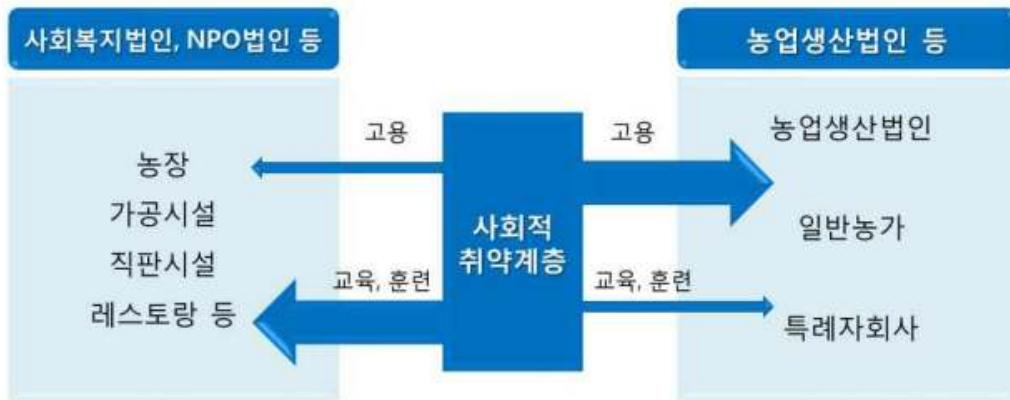 사회복지법인, NPO법인 등
농장
가공시설
직판시설
레스토랑 등
고용
교육, 훈련
사회적
취약계층
고용
교육, 훈련
농업생산법인 등
농업생산법인
일반농가
특례자회사